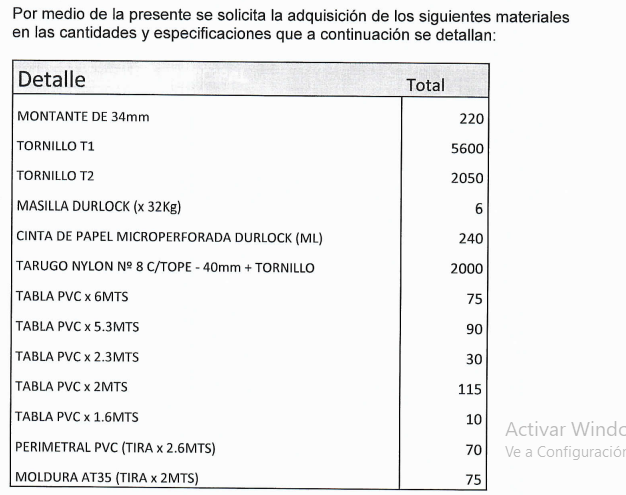 Por medio de la presente se solicita la adquisición de los siguientes materiales
en las cantidades y especificaciones que a continuación se detallan:
Detalle Total
MONTANTE DE 34mm 220
TORNILLO T1 5600
TORNILLO T2 2050
MASILLA DURLOCK (x 32Kg) 6
CINTA DE PAPEL MICROPERFORADA DURLOCK (ML) 240
TARUGO NYLON Nº 8 C/TOPE - 40mm + TORNILLO 2000
TABLA PVC x 6MTS 75
TABLA PVC x 5.3MTS 90
TABLA PVC x 2.3MTS 30
TABLA PVC x 2MTS 115
TABLA PVC x 1.6MTS 10
PERIMETRAL PVC (TIRA x 2.6MTS) 70
MOLDURA AT35 (TIRA x 2MTS) 75
Activar Windo
Ve a Configuración